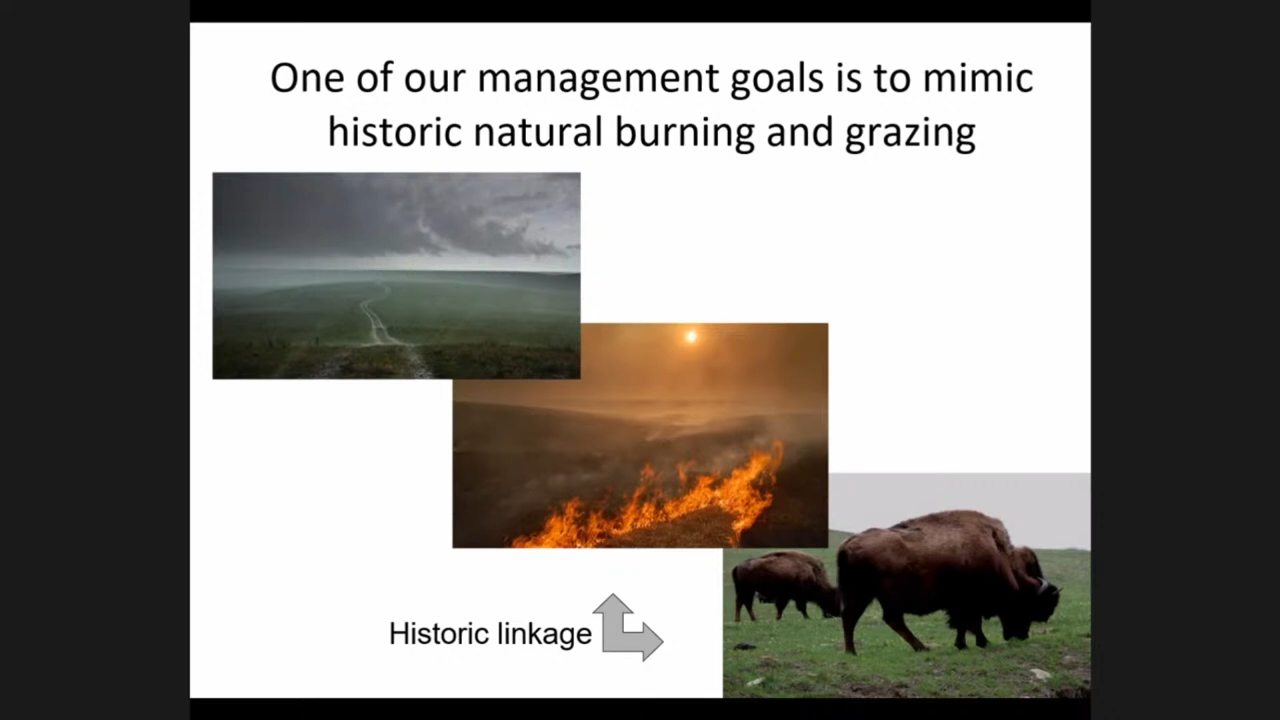 One of our management goals is to mimic
historic natural burning and grazing
Historic linkage